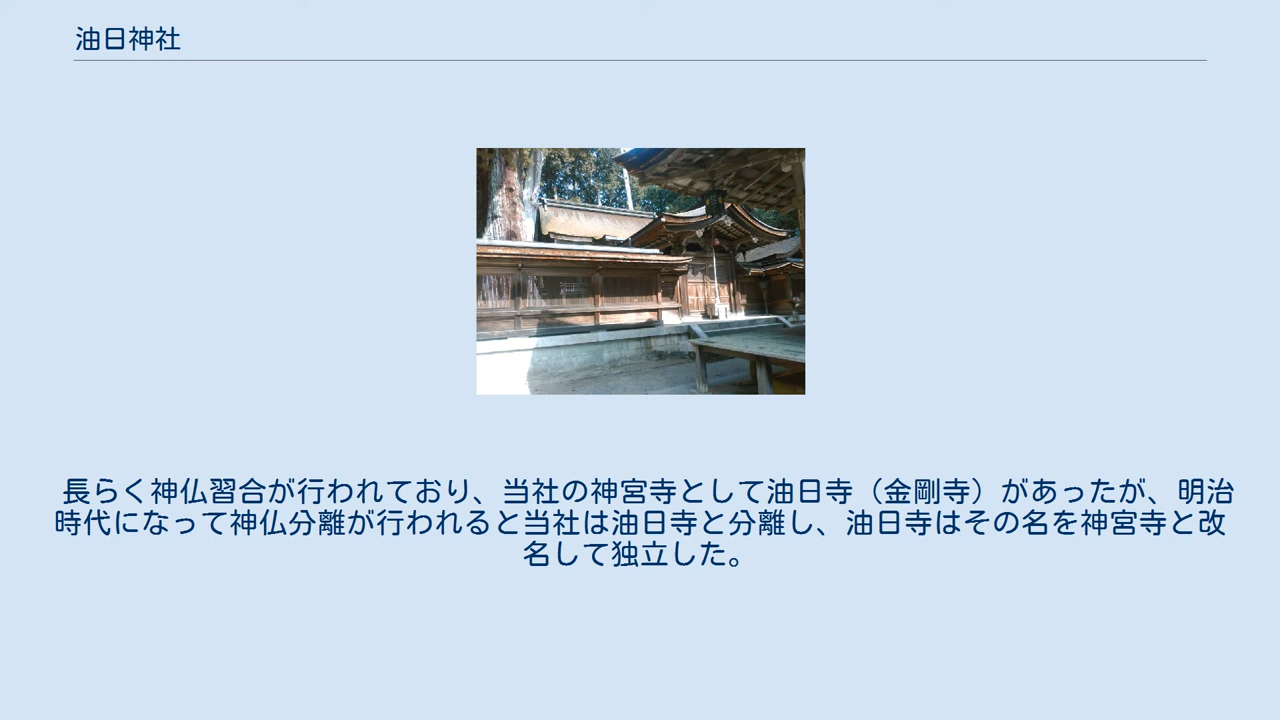 油日神社
長らく神仏習合が行われており、当社の神宮寺として油日寺（金剛寺）があったが、明治
時代になって神仏分離が行われると当社は油日寺と分離し、油日寺はその名を神宮寺と改
名して独立した。